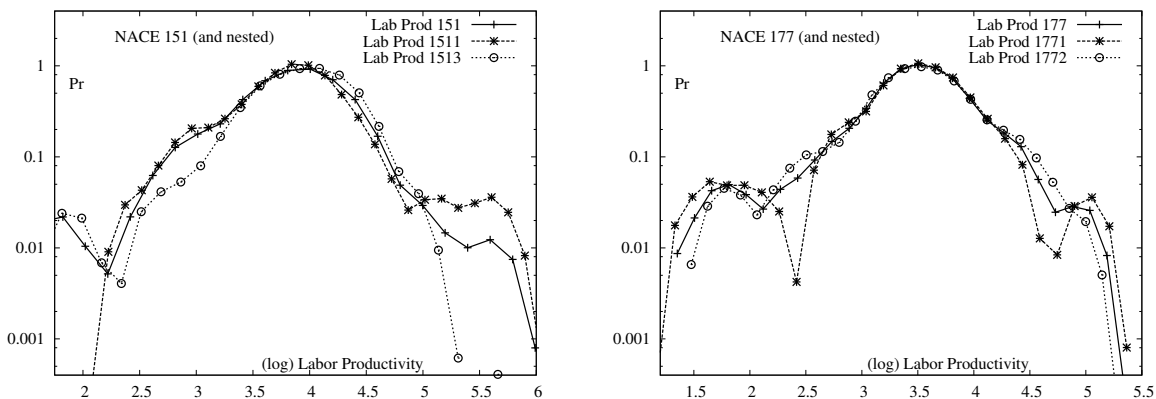 NACE 151 (and nested)
Lab Prod 151
Lab Prod 1511
Lab Prod 1513
Pr
1
0.1
0.01
0.001
(log) Labor Productivity
2 2.5 3 3.5 4 4.5 5 5.5 6
NACE 177 (and nested)
Lab Prod 177
Lab Prod 1771
Lab Prod 1772
Pr
1
0.1
0.01
0.001
(log) Labor Productivity
1.5 2 2.5 3 3.5 4 4.5 5 5.5